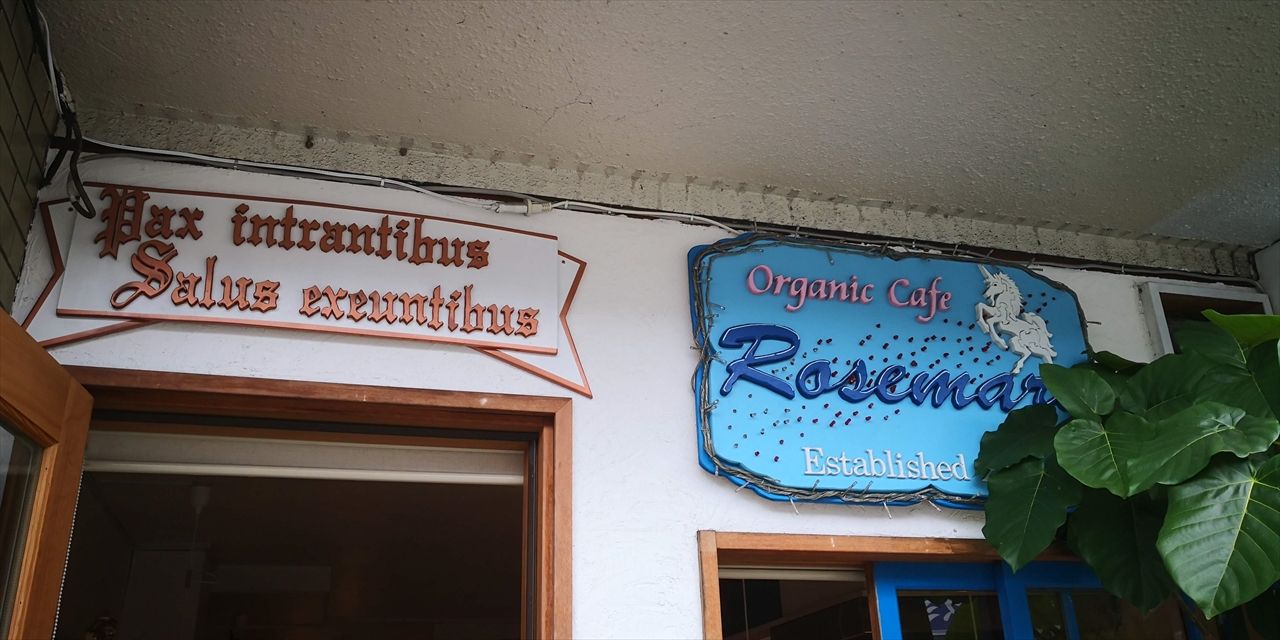 Pax intrantibus
Salus exeuntibus
Organic Cafe
Rosemar
Established